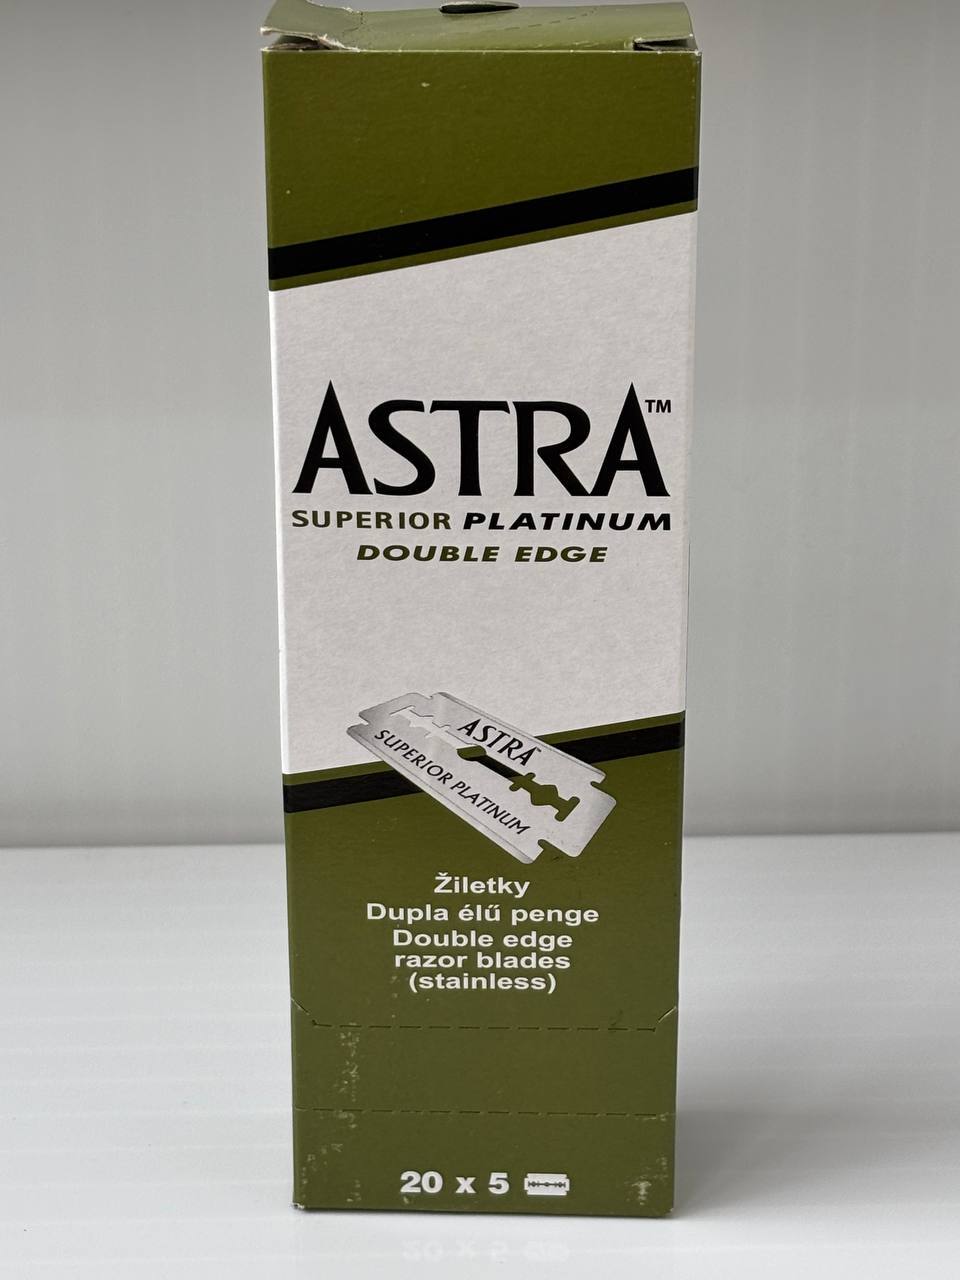 ASTRA™
SUPERIOR PLATINUM
DOUBLE EDGE
ASTRA
SUPERIOR PLATINUM
Žiletky
Dupla élű penge
Double edge
razor blades
(stainless)
20 x 5